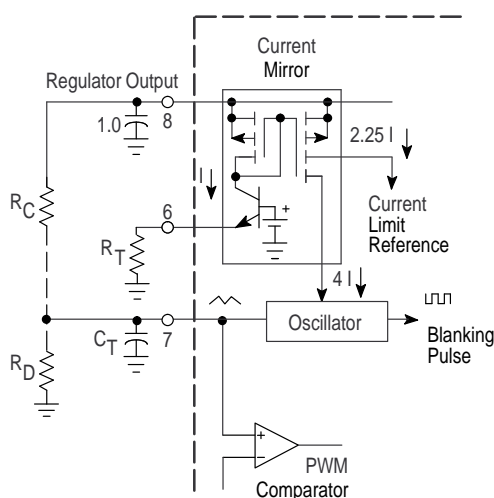 Current
Mirror
Regulator Output
1.0
8
2.25 I
I
R_C
6
Current
Limit
Reference
R_T
4 I
Oscillator
C_T
7
Blanking
Pulse
R_D
+
+
−
PWM
Comparator